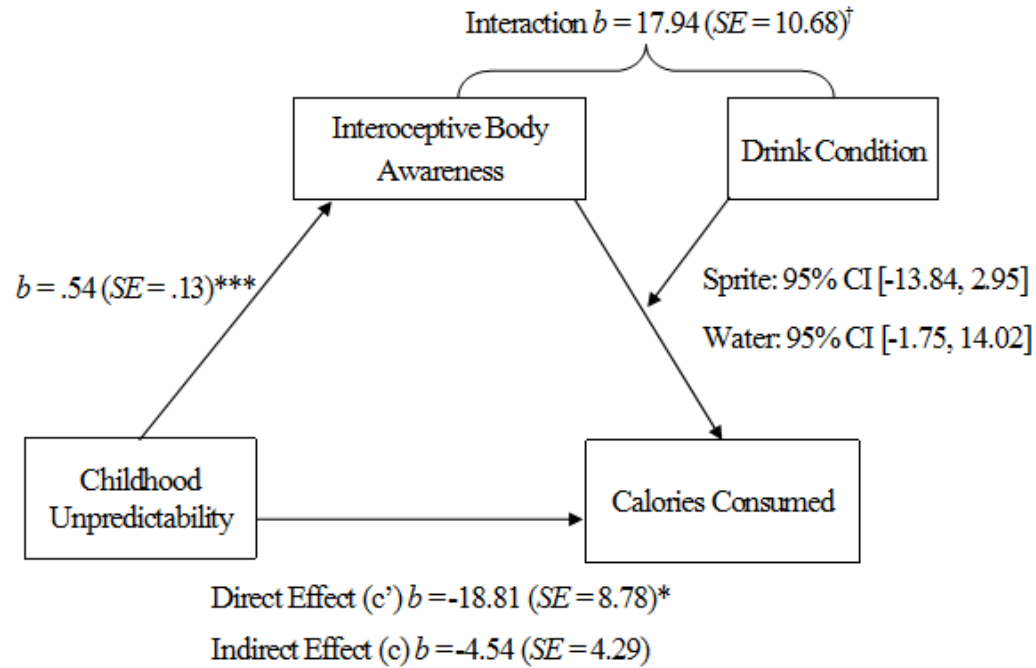 Interaction b = 17.94 (SE = 10.68)†
Interoceptive Body
Awareness
Drink Condition
b = .54 (SE = .13)***
Sprite: 95% CI [-13.84, 2.95]
Water: 95% CI [-1.75, 14.02]
Childhood
Unpredictability
Calories Consumed
Direct Effect (c’) b =-18.81 (SE = 8.78)*
Indirect Effect (c) b =-4.54 (SE = 4.29)